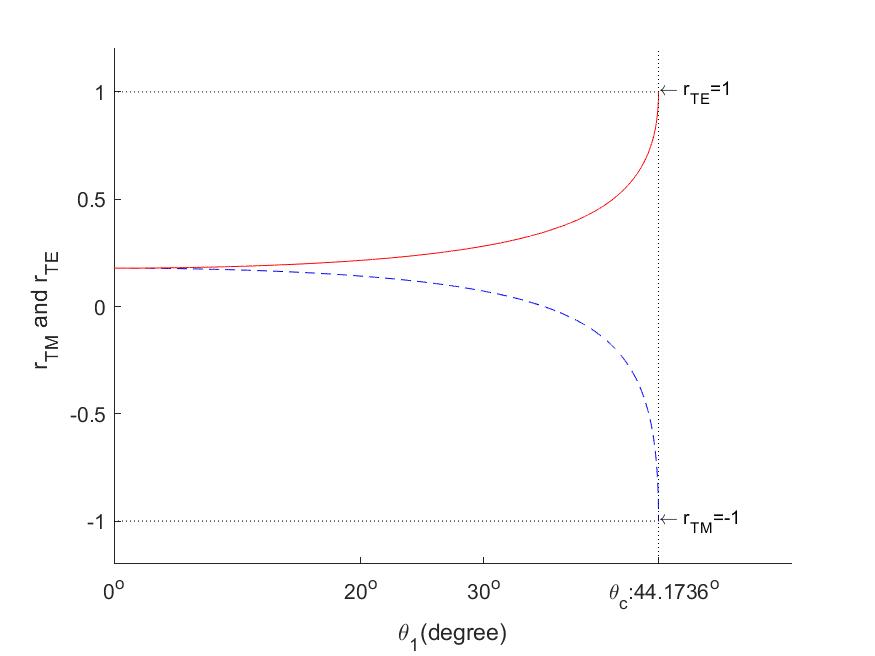 1
r_TE=1
0.5
0
-0.5
-1
r_TM=-1
r_TM and r_TE
0° 20° 30° θ_c:44.1736°
θ_1(degree)